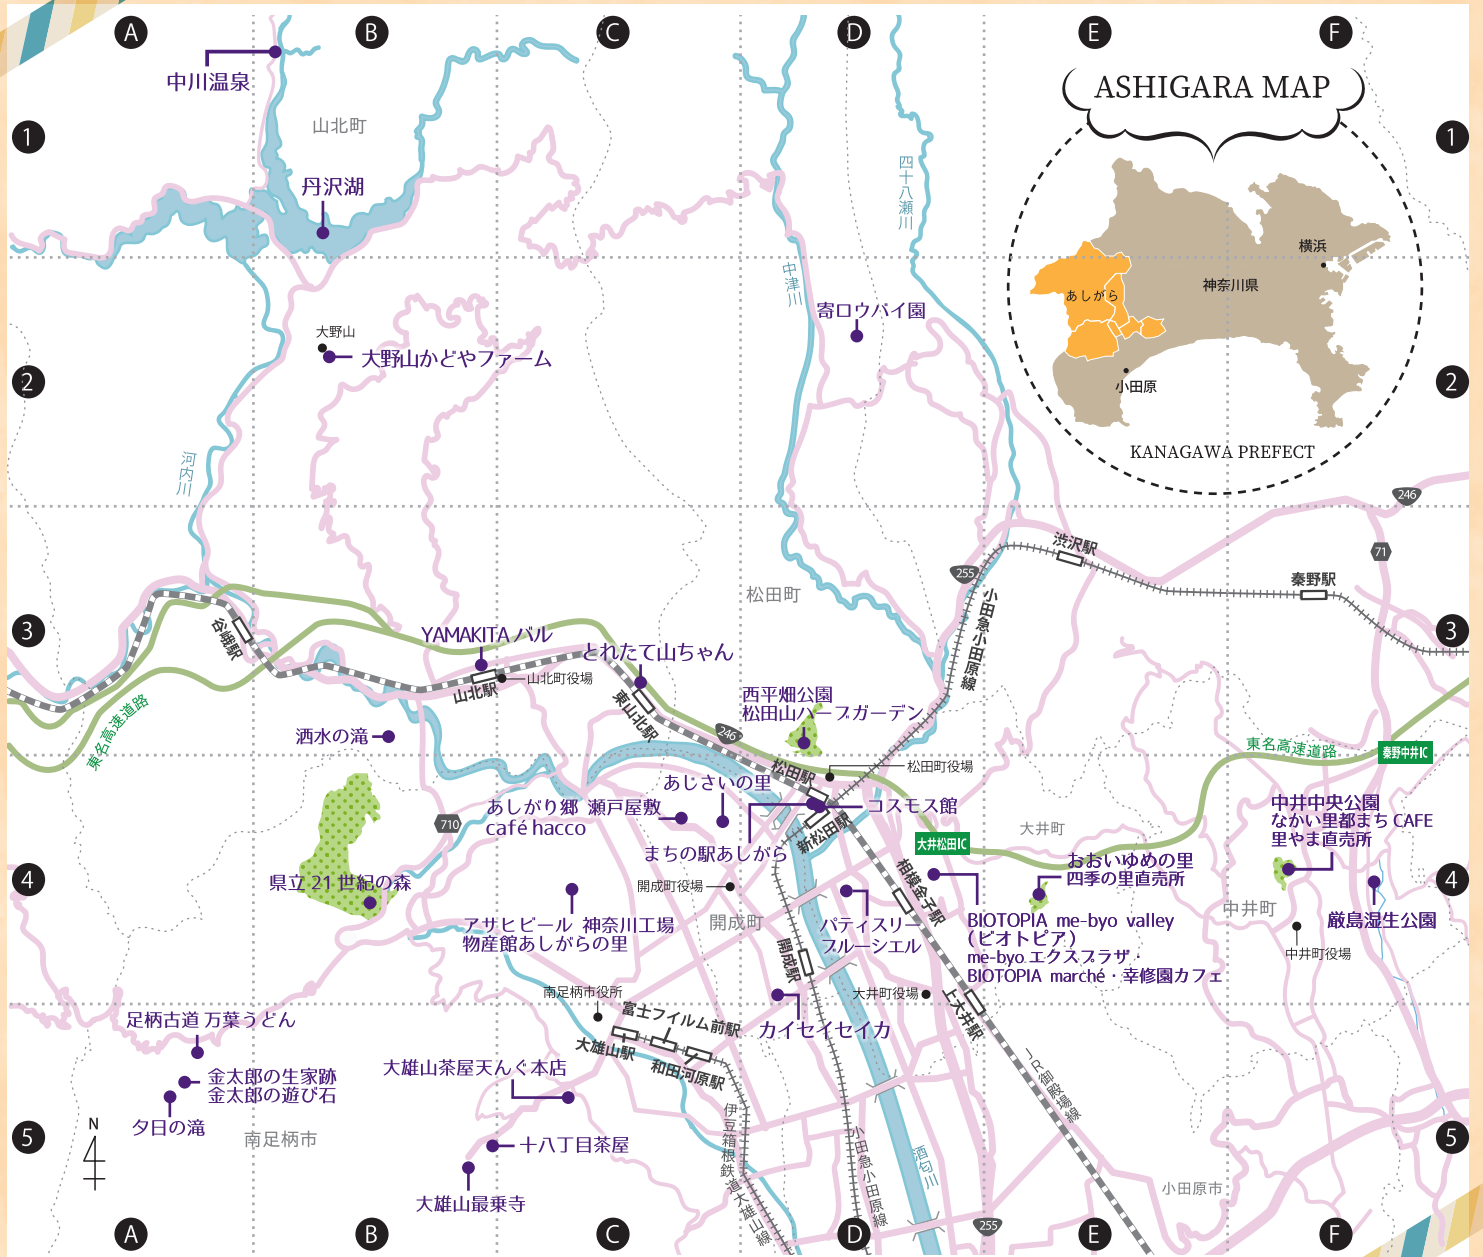 A
B
C
D
E
F
ASHIGARA MAP
中川温泉
山北町
1
1
丹沢湖
四十八瀬川
横浜
中津川
神奈川県
あしがら
寄ロウバイ園
大野山
大野山かどやファーム
2
2
小田原
KANAGAWA PREFECT
河内川
246
渋沢駅
71
255
秦野駅
松田町
小田急小田原線
谷峨駅
YAMAKITA バル
3
3
とれたて山ちゃん
山北町役場
山北駅
東山北駅
西平畑公園
松田山ハーブガーデン
東名高速道路
洒水の滝
246
東名高速道路
秦野中井IC
松田駅
松田町役場
あしさいの里
あしがり郷 瀬戸屋敷
café hacco
コスモス館
中井中央公園
なかい里都まち CAFE
里やま直売所
710
新松田駅
大井町
大井松田IC
まちの駅あしがら
おおいゆめの里
四季の里直売所
県立 21 世紀の森
4
4
開成町役場
相模金子駅
中井町
アサヒビール 神奈川工場
物産館あしがらの里
開成町
パティスリー
フルーシエル
BIOTOPIA me-byo valley
(ビオトピア)
me-byo エクスプラザ・
BIOTOPIA marché・幸修園カフェ
厳島湿生公園
中井町役場
開成駅
南足柄市役所
大井町役場
上大井駅
足柄古道 万葉うどん
富士フイルム前駅
カイセイセイカ
大雄山駅
和田河原駅
大雄山茶屋天んぐ本店
JR御殿場線
金太郎の生家跡
金太郎の遊び石
夕日の滝
南足柄市
N
5
5
伊豆箱根鉄道大雄山線
小田急小田原線
酒匂川
十八丁目茶屋
大雄山最乗寺
小田原市
255
A
B
C
D
E
F